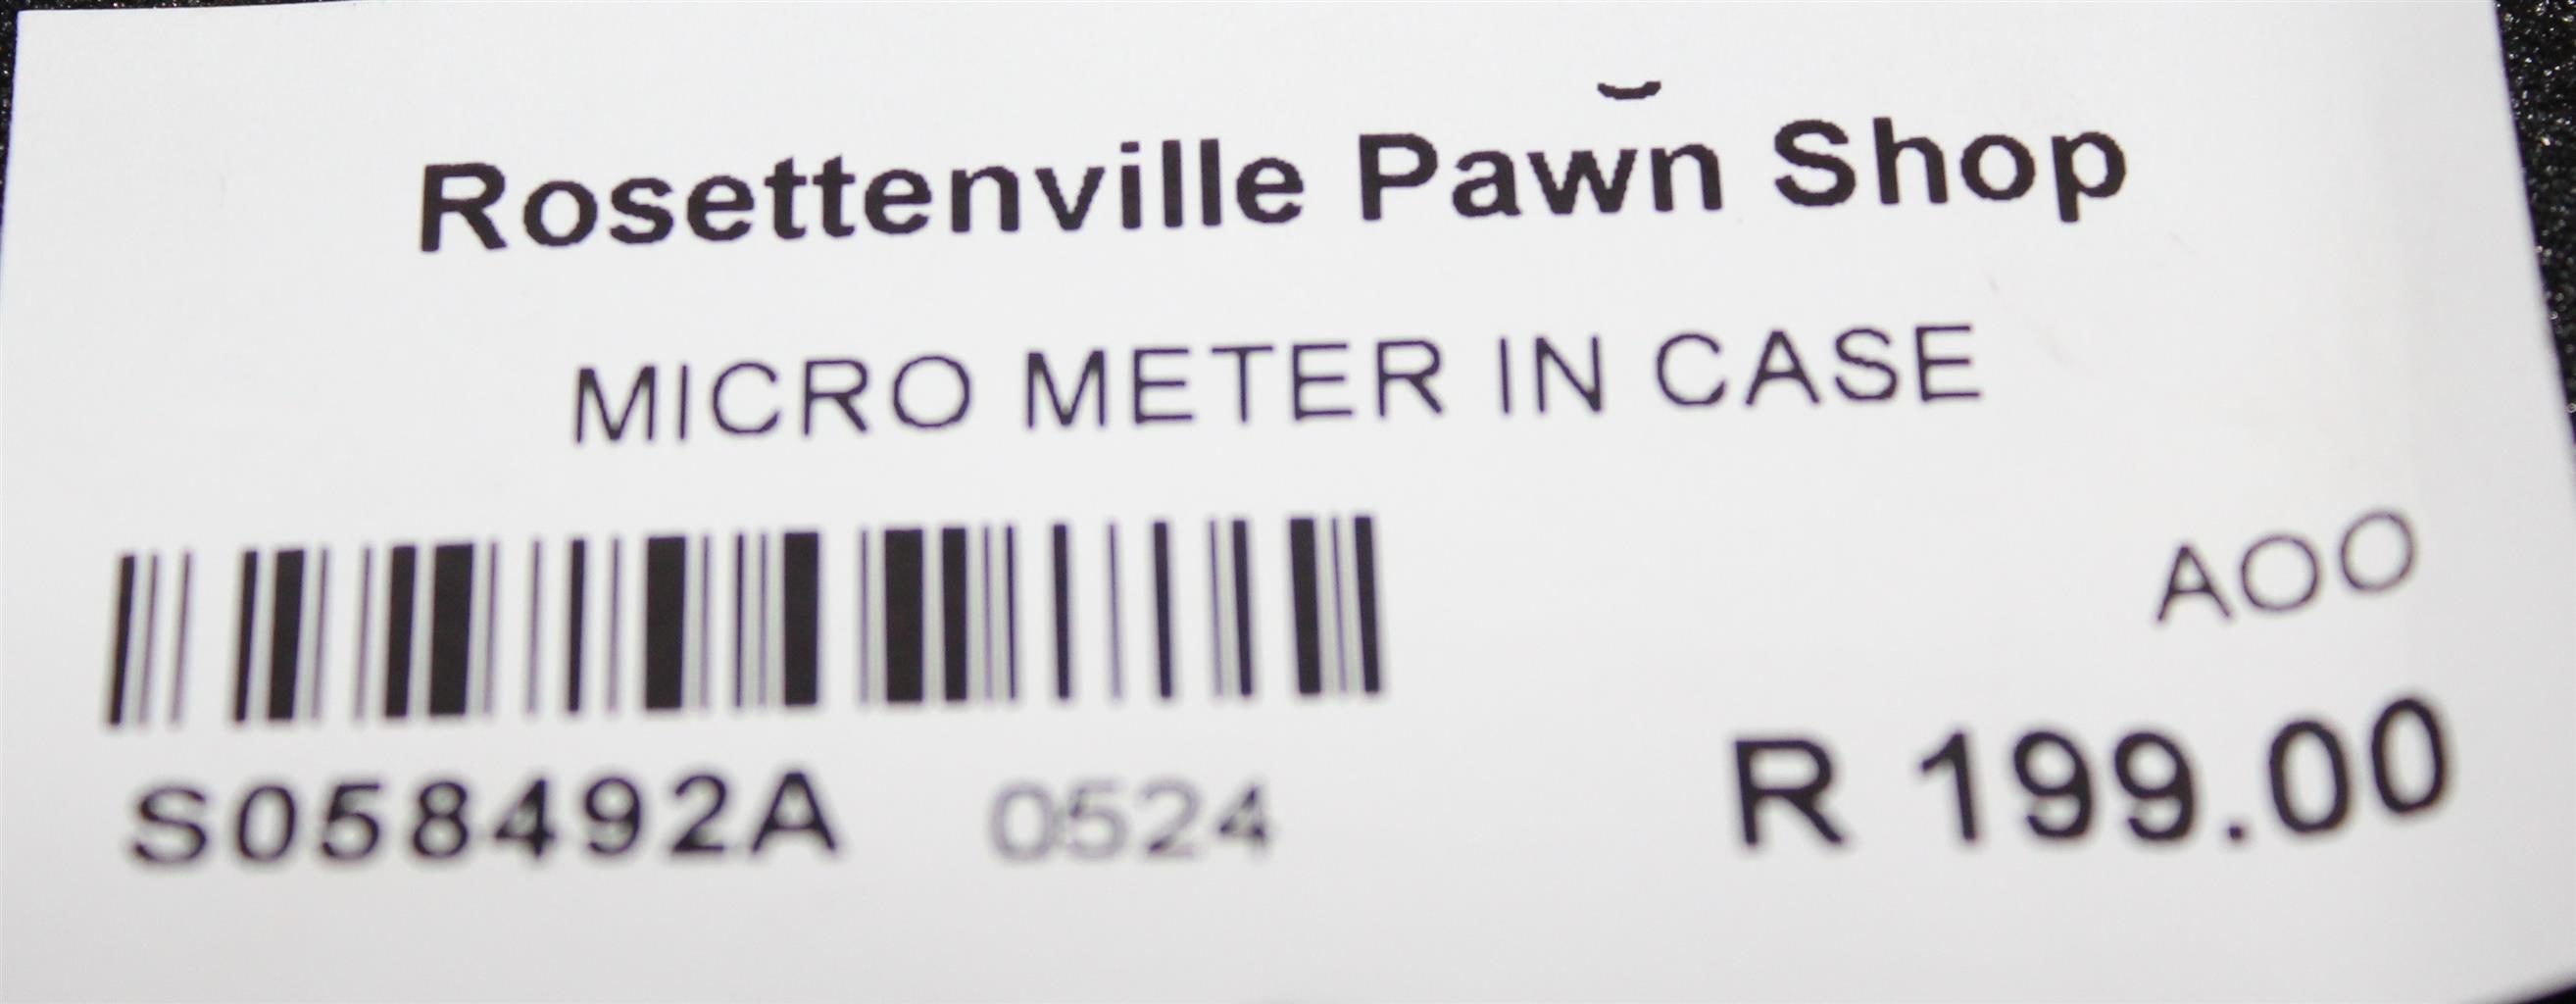 Rosettenville Pawn Shop
MICRO METER IN CASE
AOO
S058492A 0524
R 199.00